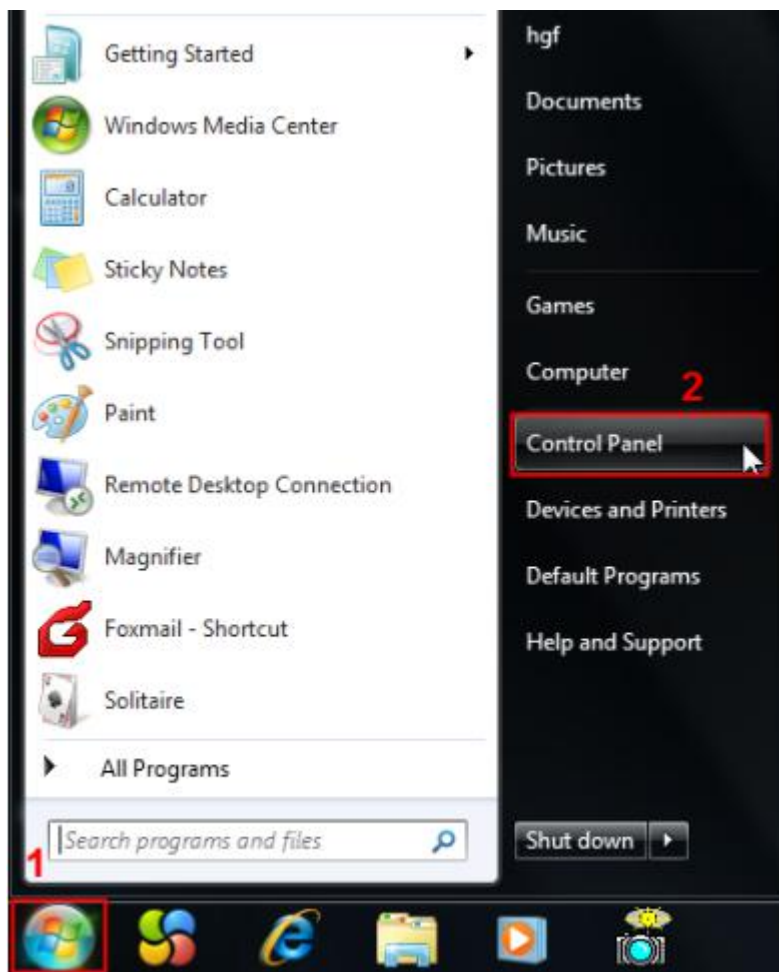 Getting Started
Windows Media Center
Calculator
Sticky Notes
Snipping Tool
Paint
Remote Desktop Connection
Magnifier
Foxmail - Shortcut
Solitaire
All Programs
Search programs and files
1
hgf
Documents
Pictures
Music
Games
Computer
2
Control Panel
Devices and Printers
Default Programs
Help and Support
Shut down